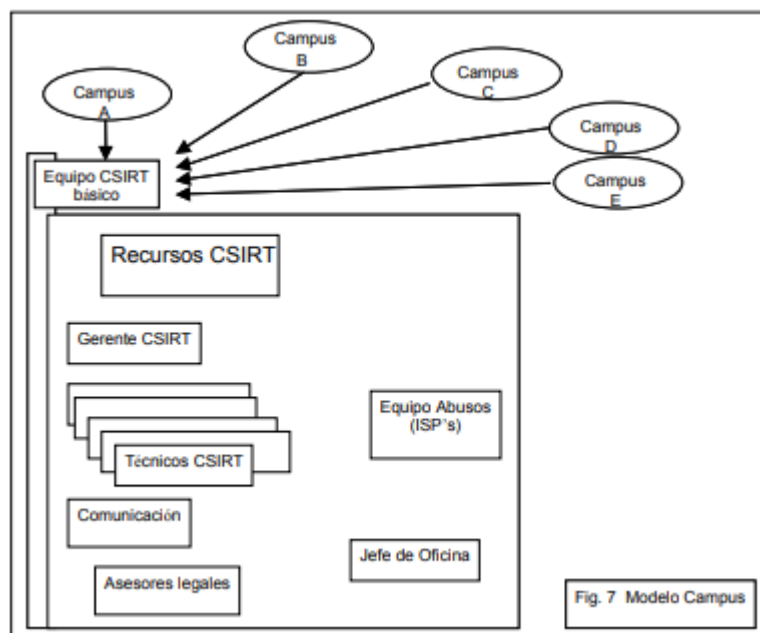 Campus
A
Campus
B
Campus
C
Campus
D
Campus
E
Equipo CSIRT
básico
Recursos CSIRT
Gerente CSIRT
Equipo Abusos
(ISP"s)
Técnicos CSIRT
Comunicación
Jefe de Oficina
Asesores legales
Fig. 7 Modelo Campus